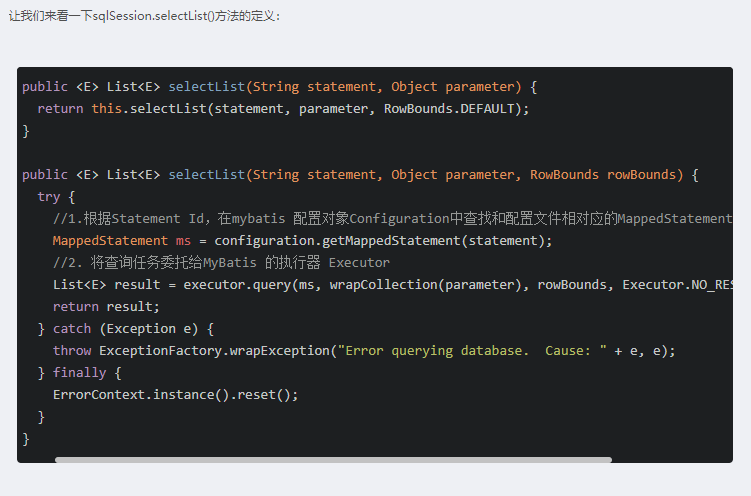 让我们来看一下sqlSession.selectList()方法的定义：
public <E> List<E> selectList(String statement, Object parameter) {
  return this.selectList(statement, parameter, RowBounds.DEFAULT);
}
public <E> List<E> selectList(String statement, Object parameter, RowBounds rowBounds) {
  try {
    //1.根据Statement Id，在mybatis 配置对象Configuration中查找和配置文件相对应的MappedStatement
    MappedStatement ms = configuration.getMappedStatement(statement);
    //2. 将查询任务委托给MyBatis 的执行器 Executor
    List<E> result = executor.query(ms, wrapCollection(parameter), rowBounds, Executor.NO_RES
    return result;
  } catch (Exception e) {
    throw ExceptionFactory.wrapException("Error querying database.  Cause: " + e, e);
  } finally {
    ErrorContext.instance().reset();
  }
}